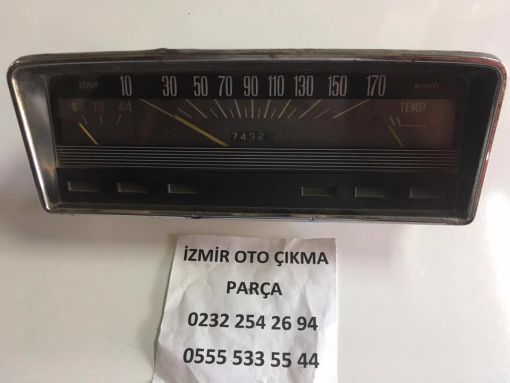 10 30 50 70 90 110 130 150 170 km/h
0 1/2 4/4 TEMP.
7432
İZMİR OTO ÇIKMA
PARÇA
0232 254 26 94
0555 533 55 44